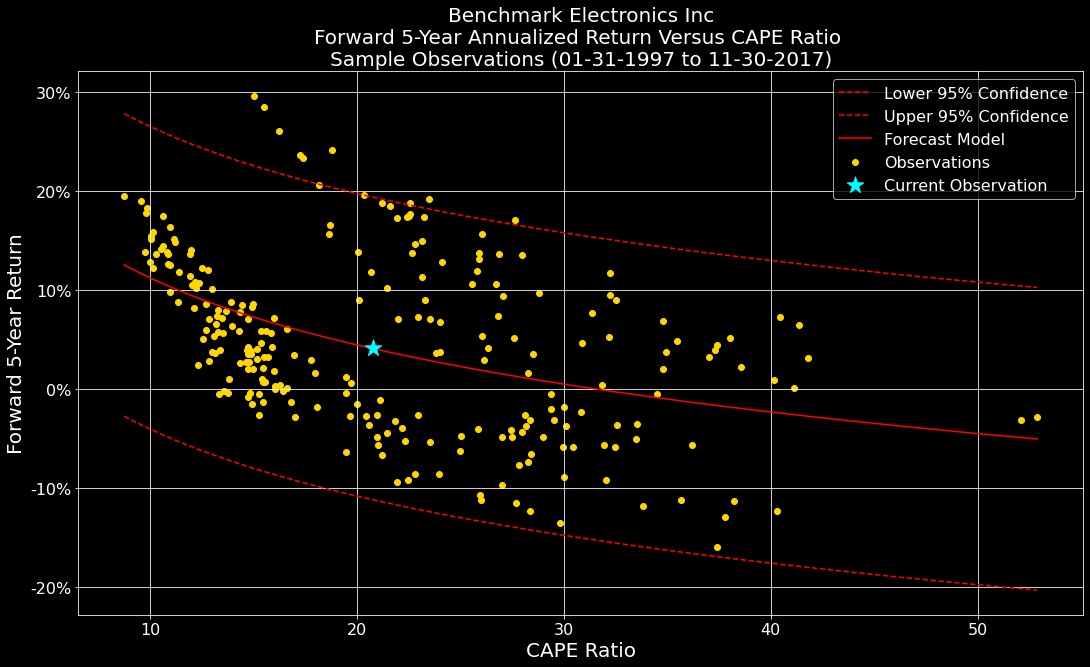 Benchmark Electronics Inc
Forward 5-Year Annualized Return Versus CAPE Ratio
Sample Observations (01-31-1997 to 11-30-2017)
Lower 95% Confidence
Upper 95% Confidence
Forecast Model
Observations
Current Observation
Forward 5-Year Return
30%
20%
10%
0%
-10%
-20%
10
20
30
40
50
CAPE Ratio